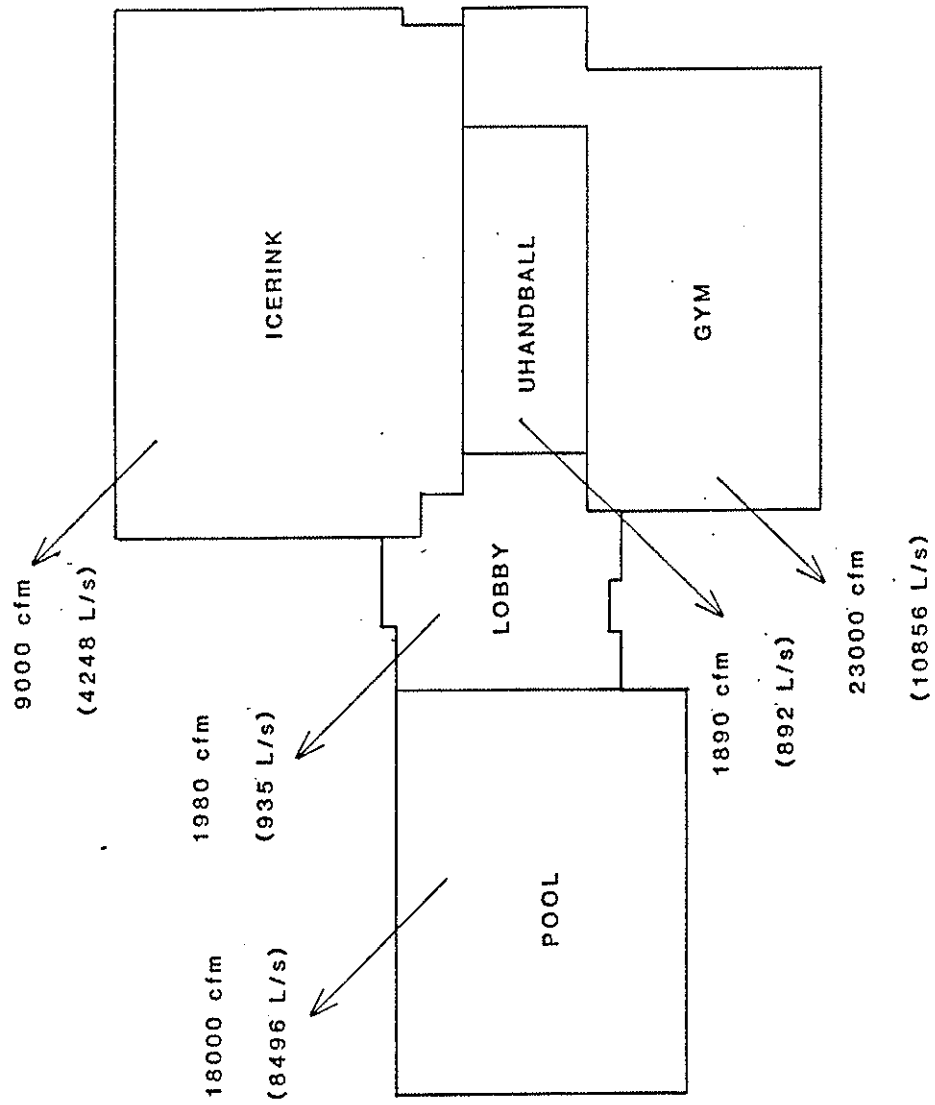 9000 cfm
(4248 L/s)
ICERINK
1980 cfm
(935 L/s)
LOBBY
UHANDBALL
18000 cfm
(8496 L/s)
POOL
GYM
1890 cfm
(892 L/s)
23000 cfm
(10856 L/s)